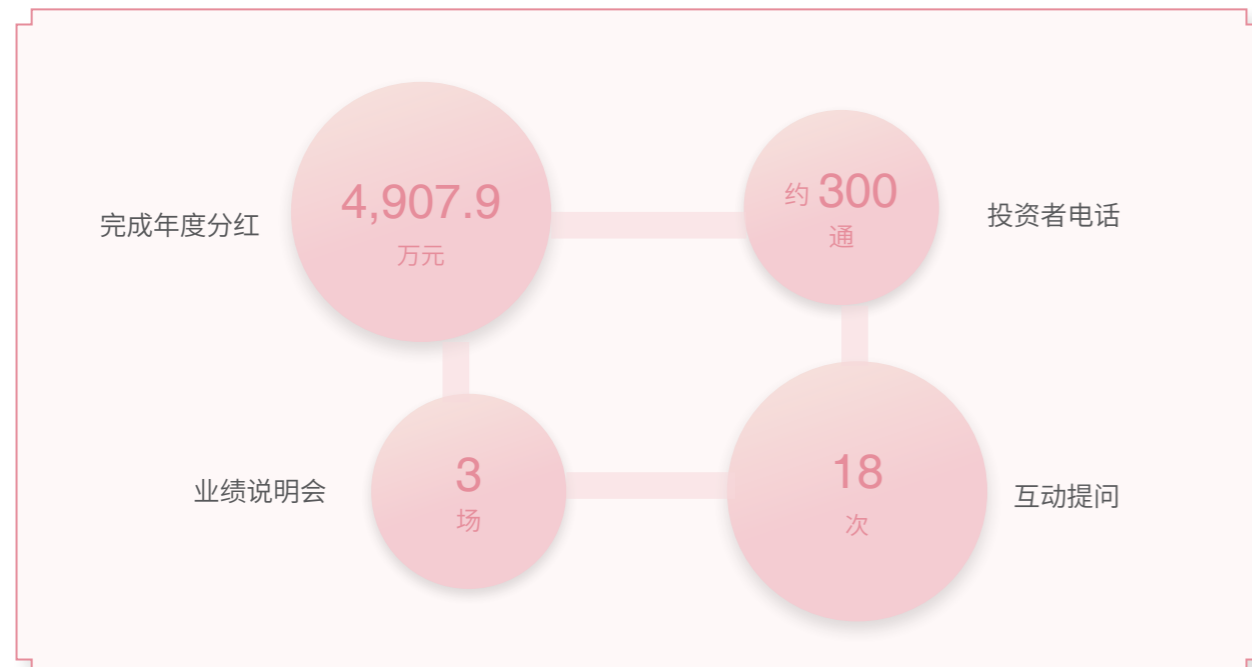 完成年度分红
4,907.9
万元
约 300
通
投资者电话
业绩说明会
3
场
18
次
互动提问